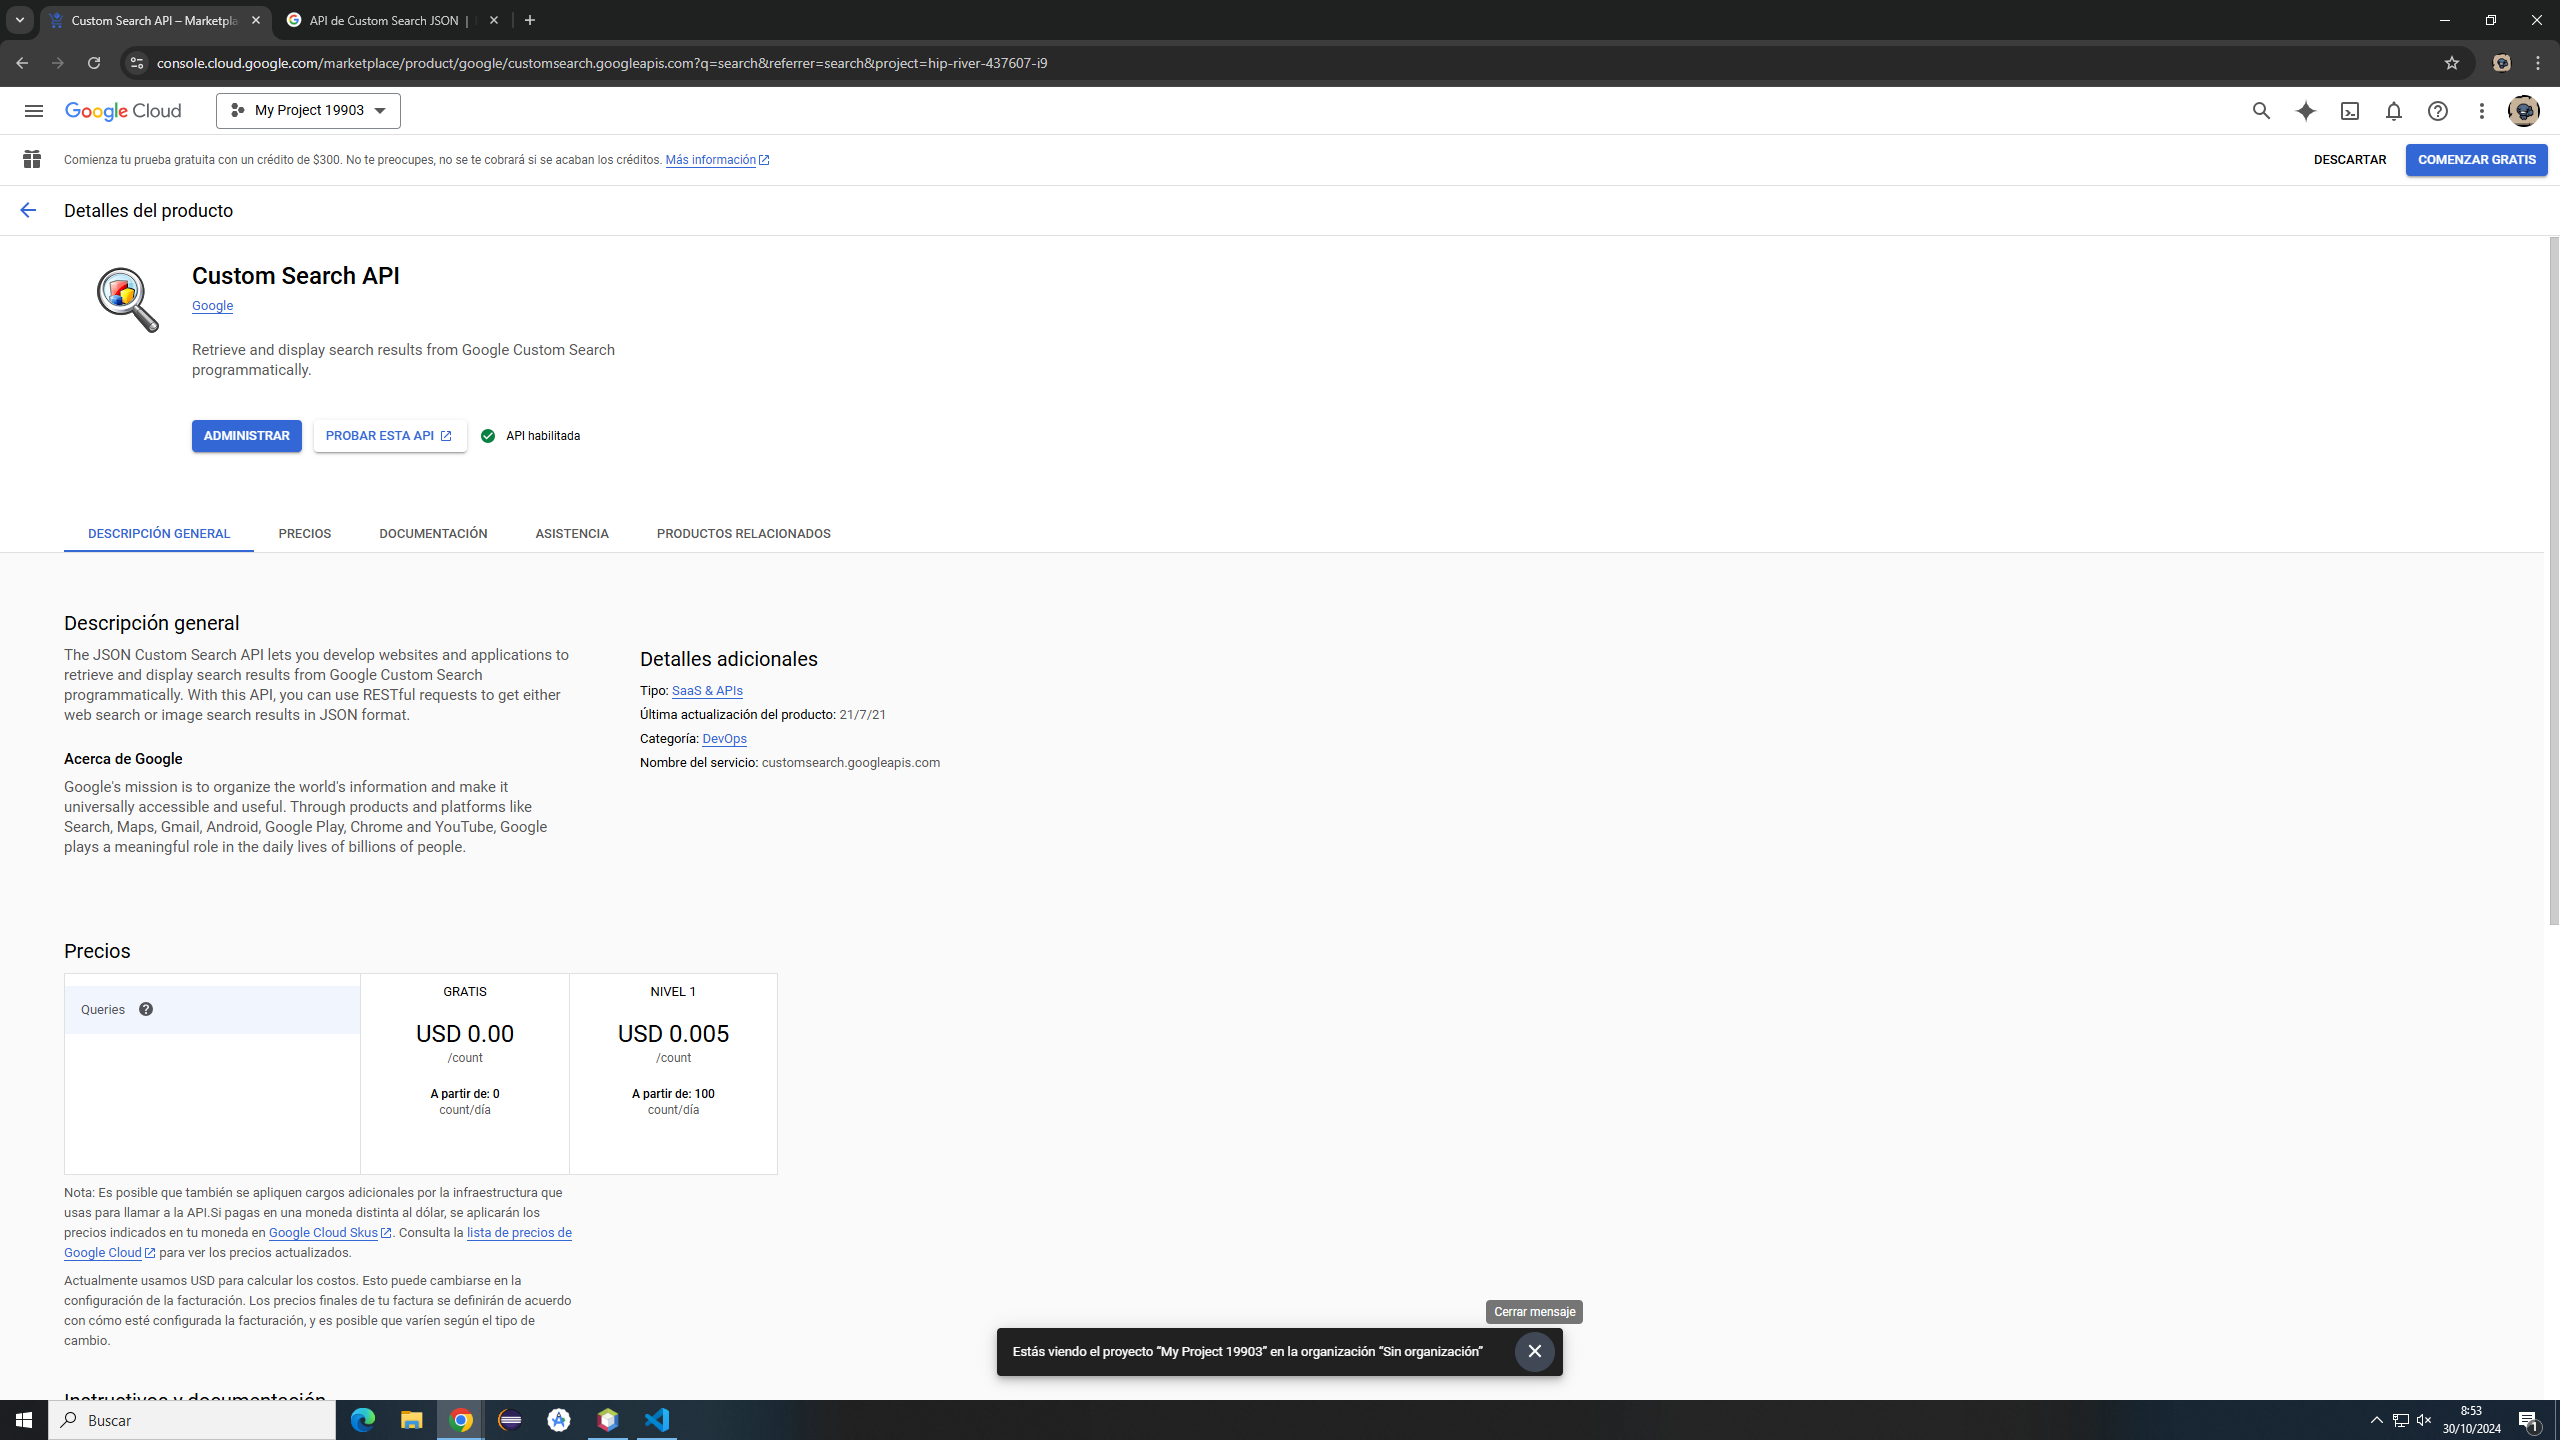 Custom Search API – Marketpla
API de Custom Search JSON |
console.cloud.google.com/marketplace/product/google/customsearch.googleapis.com?q=search&referrer=search&project=hip-river-437607-i9
Google Cloud
My Project 19903
Comienza tu prueba gratuita con un crédito de $300. No te preocupes, no se te cobrará si se acaban los créditos. Más información
DESCARTAR
COMENZAR GRATIS
Detalles del producto
Custom Search API
Google
Retrieve and display search results from Google Custom Search
programmatically.
ADMINISTRAR
PROBAR ESTA API
API habilitada
DESCRIPCIÓN GENERAL
PRECIOS
DOCUMENTACIÓN
ASISTENCIA
PRODUCTOS RELACIONADOS
Descripción general
The JSON Custom Search API lets you develop websites and applications to
retrieve and display search results from Google Custom Search
programmatically. With this API, you can use RESTful requests to get either
web search or image search results in JSON format.
Acerca de Google
Google's mission is to organize the world's information and make it
universally accessible and useful. Through products and platforms like
Search, Maps, Gmail, Android, Google Play, Chrome and YouTube, Google
plays a meaningful role in the daily lives of billions of people.
Detalles adicionales
Tipo: SaaS & APIs
Última actualización del producto: 21/7/21
Categoría: DevOps
Nombre del servicio: customsearch.googleapis.com
Precios
Queries
GRATIS
USD 0.00
/count
A partir de: 0
count/día
NIVEL 1
USD 0.005
/count
A partir de: 100
count/día
Nota: Es posible que también se apliquen cargos adicionales por la infraestructura que
usas para llamar a la API.Si pagas en una moneda distinta al dólar, se aplicarán los
precios indicados en tu moneda en Google Cloud Skus. Consulta la lista de precios de
Google Cloud para ver los precios actualizados.
Actualmente usamos USD para calcular los costos. Esto puede cambiarse en la
configuración de la facturación. Los precios finales de tu factura se definirán de acuerdo
con cómo esté configurada la facturación, y es posible que varíen según el tipo de
cambio.
Instructivos y documentación
Cerrar mensaje
Estás viendo el proyecto “My Project 19903” en la organización “Sin organización”
Buscar
8:53
30/10/2024
1